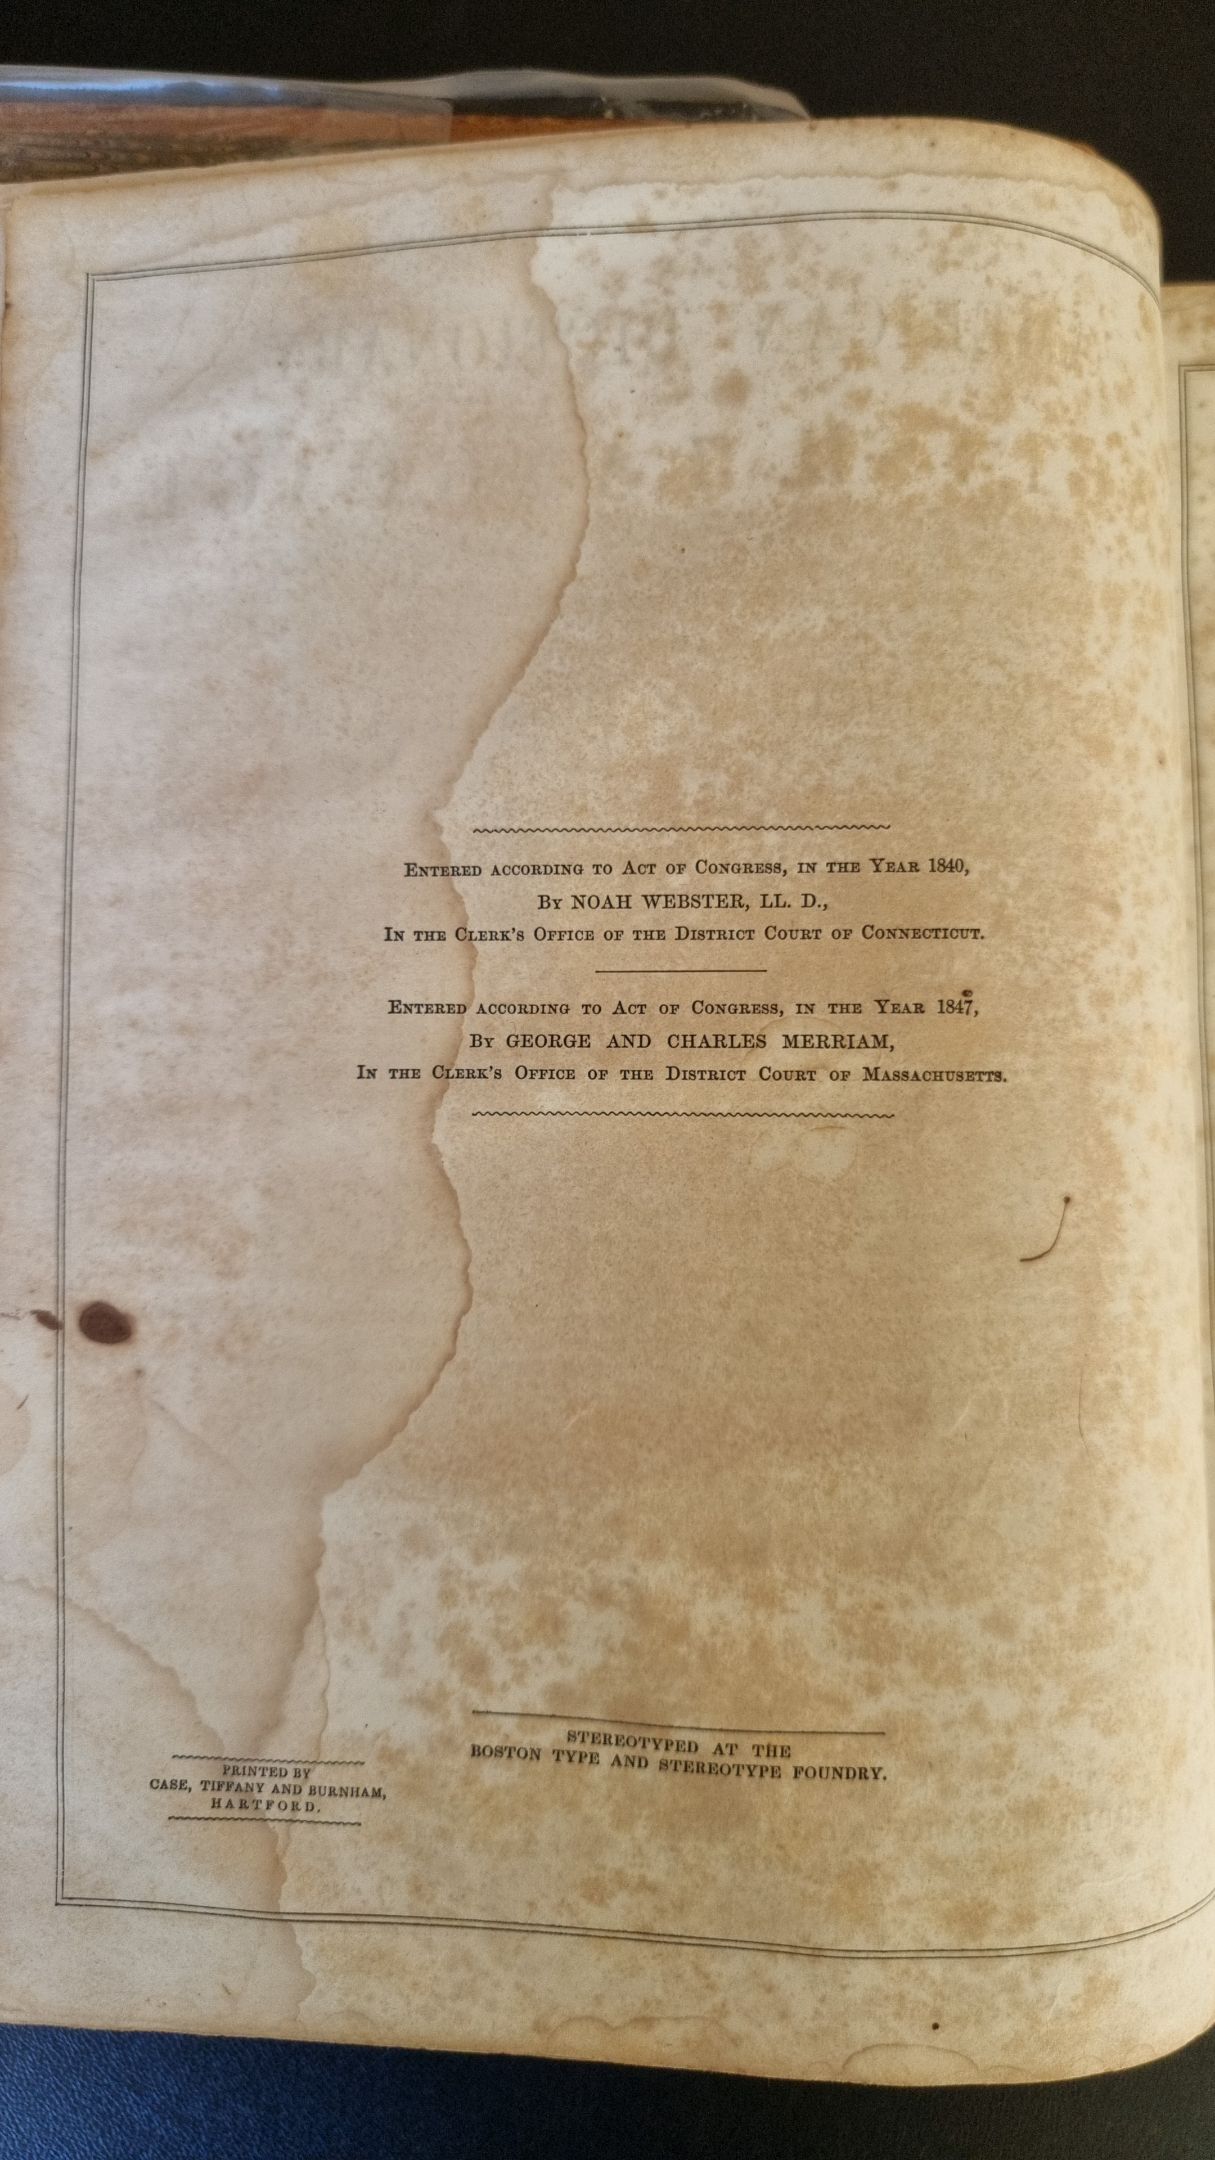 Entered according to Act of Congress, in the Year 1840,
By NOAH WEBSTER, LL. D.,
In the Clerk's Office of the District Court of Connecticut.
Entered according to Act of Congress, in the Year 1847,
By GEORGE AND CHARLES MERRIAM,
In the Clerk's Office of the District Court of Massachusetts.
STEREOTYPED AT THE
BOSTON TYPE AND STEREOTYPE FOUNDRY.
PRINTED BY
CASE, TIFFANY AND BURNHAM,
HARTFORD.